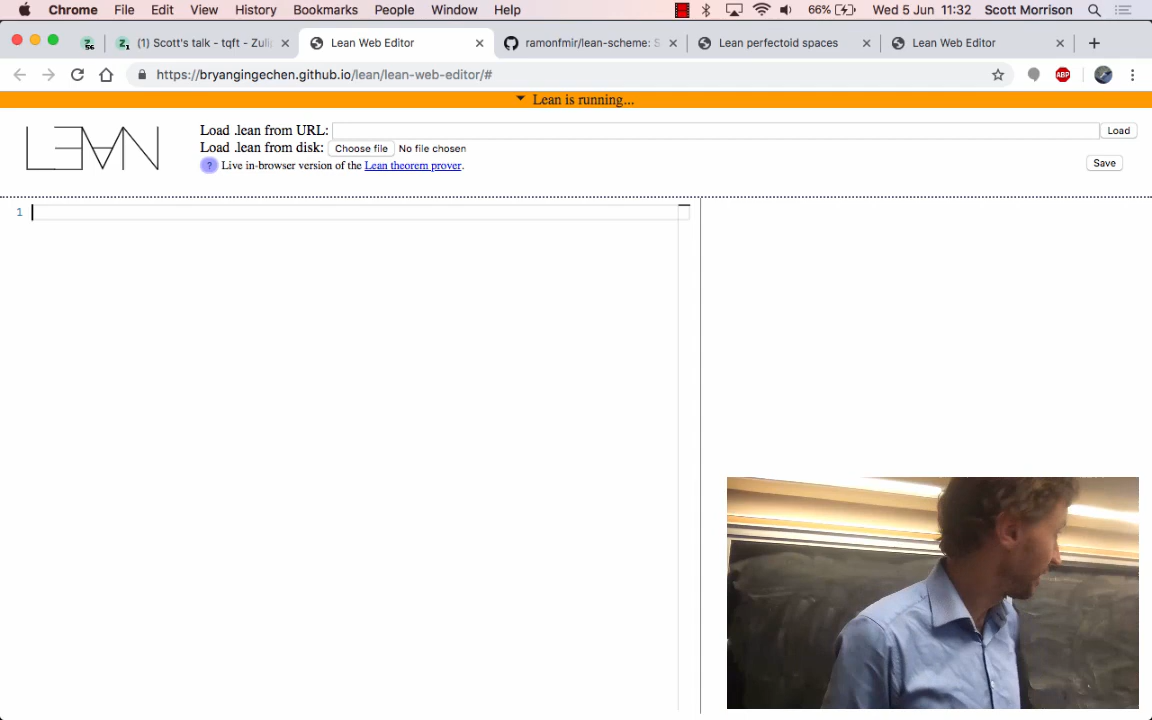 Chrome File Edit View History Bookmarks People Window Help 66% Wed 5 Jun 11:32 Scott Morrison
(1) Scott's talk - tqft - Zuli
Lean Web Editor
ramonfmir/lean-scheme: S
Lean perfectoid spaces
Lean Web Editor
https://bryangingechen.github.io/lean/lean-web-editor/#
ABP
Lean is running...
LEAN
Load .lean from URL: Load
Load .lean from disk: Choose file No file chosen
? Live in-browser version of the Lean theorem prover.
Save
1